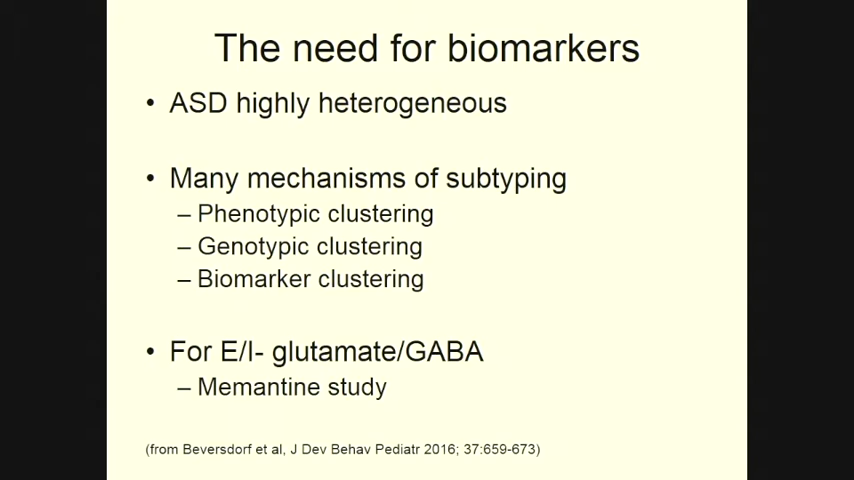 The need for biomarkers
• ASD highly heterogeneous
• Many mechanisms of subtyping
– Phenotypic clustering
– Genotypic clustering
– Biomarker clustering
• For E/I- glutamate/GABA
– Memantine study
(from Beversdorf et al, J Dev Behav Pediatr 2016; 37:659-673)